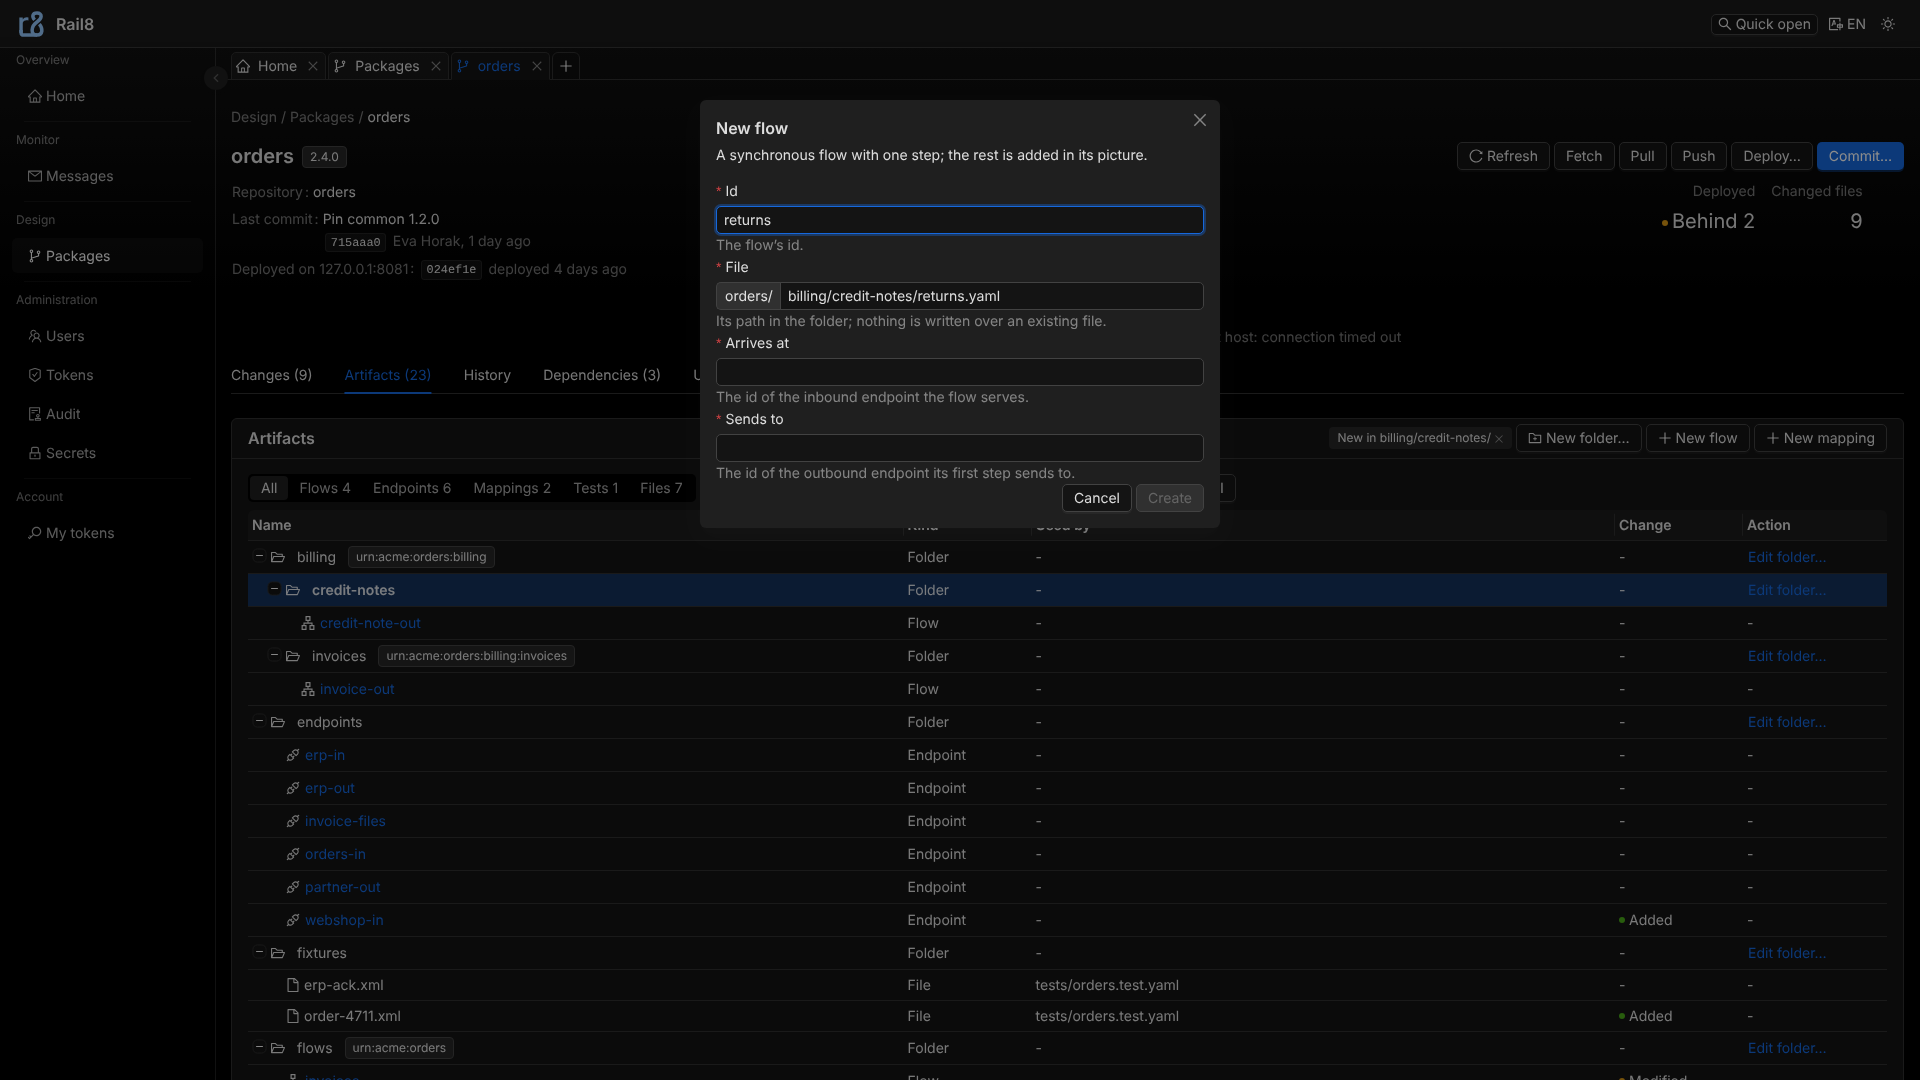 Rail8
Quick open
EN
Overview
Home
Monitor
Messages
Design
Packages
Administration
Users
Tokens
Audit
Secrets
Account
My tokens
Home
Packages
orders
Design / Packages / orders
orders 2.4.0
Refresh
Fetch
Pull
Push
Deploy...
Commit...
Repository: orders
Last commit: Pin common 1.2.0
715aaa0 Eva Horak, 1 day ago
Deployed on 127.0.0.1:8081: 024ef1e deployed 4 days ago
Deployed
Behind 2
Changed files
9
host: connection timed out
Changes (9)
Artifacts (23)
History
Dependencies (3)
New flow
A synchronous flow with one step; the rest is added in its picture.
* Id
returns
The flow’s id.
* File
orders/ billing/credit-notes/returns.yaml
Its path in the folder; nothing is written over an existing file.
* Arrives at
The id of the inbound endpoint the flow serves.
* Sends to
The id of the outbound endpoint its first step sends to.
Cancel
Create
Artifacts
New in billing/credit-notes/
New folder...
New flow
New mapping
All
Flows 4
Endpoints 6
Mappings 2
Tests 1
Files 7
Name Change Action
billing urn:acme:orders:billing Folder - - Edit folder...
credit-notes Folder - - Edit folder...
credit-note-out Flow - - -
invoices urn:acme:orders:billing:invoices Folder - - Edit folder...
invoice-out Flow - - -
endpoints Folder - - Edit folder...
erp-in Endpoint - - -
erp-out Endpoint - - -
invoice-files Endpoint - - -
orders-in Endpoint - - -
partner-out Endpoint - - -
webshop-in Endpoint - Added -
fixtures Folder - - Edit folder...
erp-ack.xml File tests/orders.test.yaml - -
order-4711.xml File tests/orders.test.yaml Added -
flows urn:acme:orders Folder - - Edit folder...